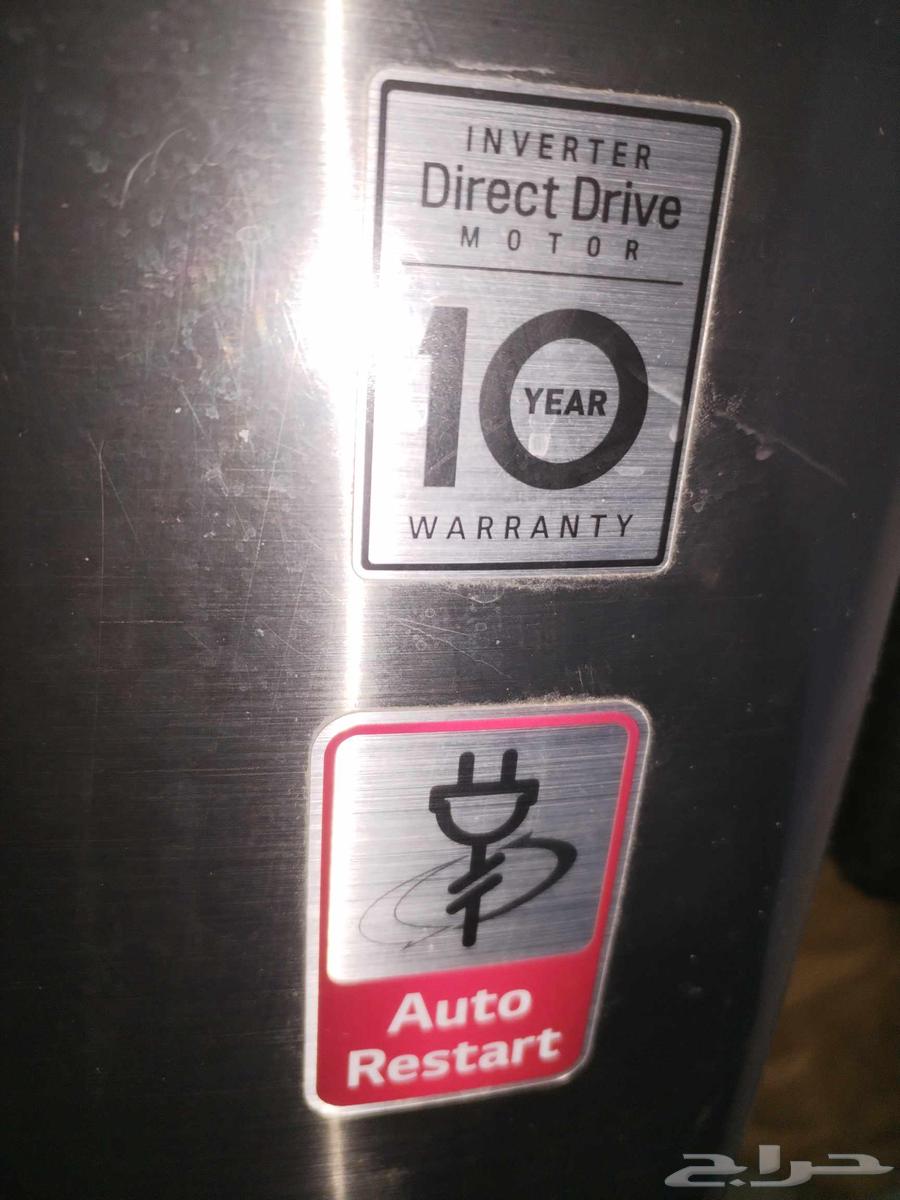 INVERTER
Direct Drive
MOTOR
10
YEAR
WARRANTY
Auto
Restart
حراج